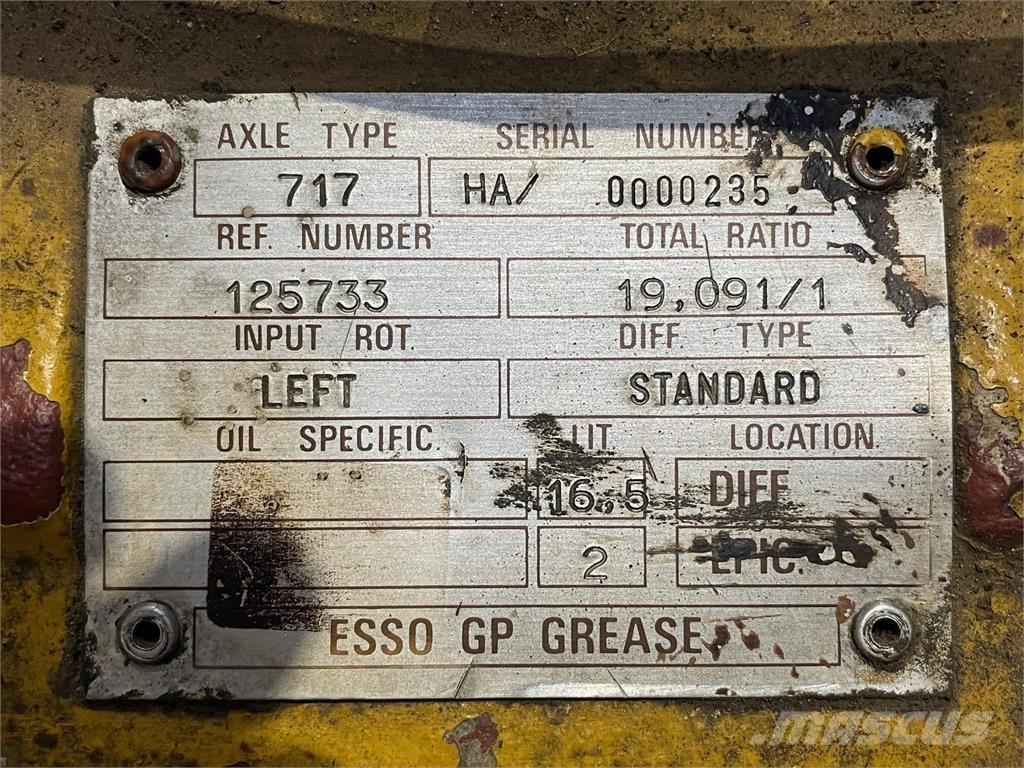 AXLE TYPE SERIAL NUMBER
717 HA/ 0000235
REF. NUMBER TOTAL RATIO
125733 19,091/1
INPUT ROT. DIFF TYPE
LEFT STANDARD
OIL SPECIFIC. LIT. LOCATION
16,5 DIFF
2 EPIC.
ESSO GP GREASE
MASCUS